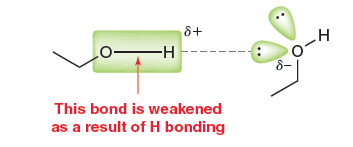 δ+
H
O
H
O
δ−
This bond is weakened
as a result of H bonding